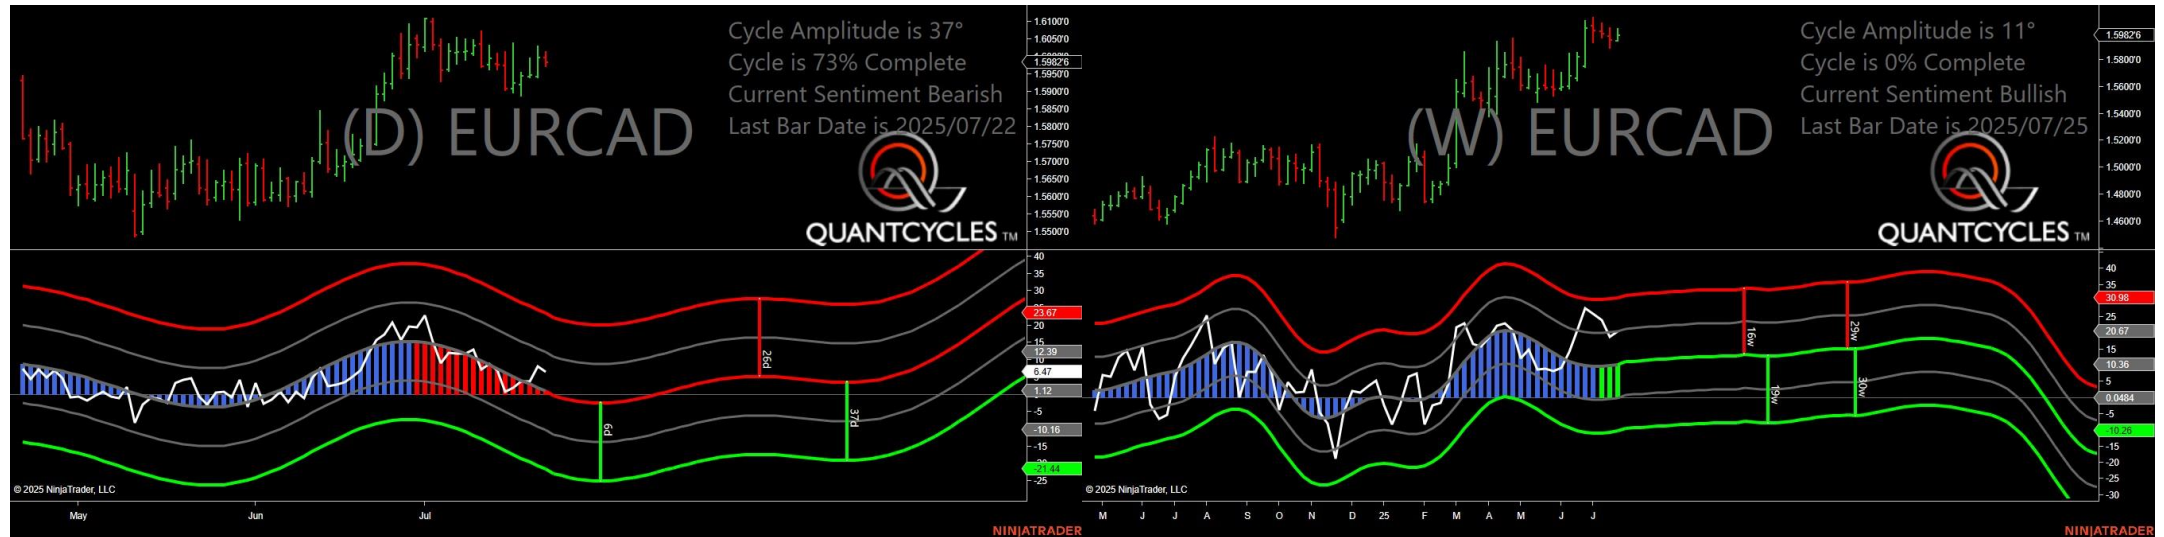 Cycle Amplitude is 37°
Cycle is 73% Complete
Current Sentiment Bearish
Last Bar Date is 2025/07/22
(D) EURCAD
QUANTCYCLES TM
1.6100'0
1.6050'0
1.5982'6
1.5950'0
1.5900'0
1.5850'0
1.5800'0
1.5750'0
1.5700'0
1.5650'0
1.5600'0
1.5550'0
1.5500'0
40
35
30
23.67
20
15
12.39
6.47
1.12
-5
-10.16
-15
-21.44
-25
26d
6d
37d
© 2025 NinjaTrader, LLC
May
Jun
Jul
NINJATRADER
Cycle Amplitude is 11°
Cycle is 0% Complete
Current Sentiment Bullish
Last Bar Date is 2025/07/25
(W) EURCAD
QUANTCYCLES TM
1.5982'6
1.5800'0
1.5600'0
1.5400'0
1.5200'0
1.5000'0
1.4800'0
1.4600'0
40
35
30.98
25
20.67
15
10.36
5
0.0484
-5
-10.26
-15
-20
-25
-30
16w
29w
19w
30w
© 2025 NinjaTrader, LLC
M J J A S O N D 25 F M A M J J
NINJATRADER